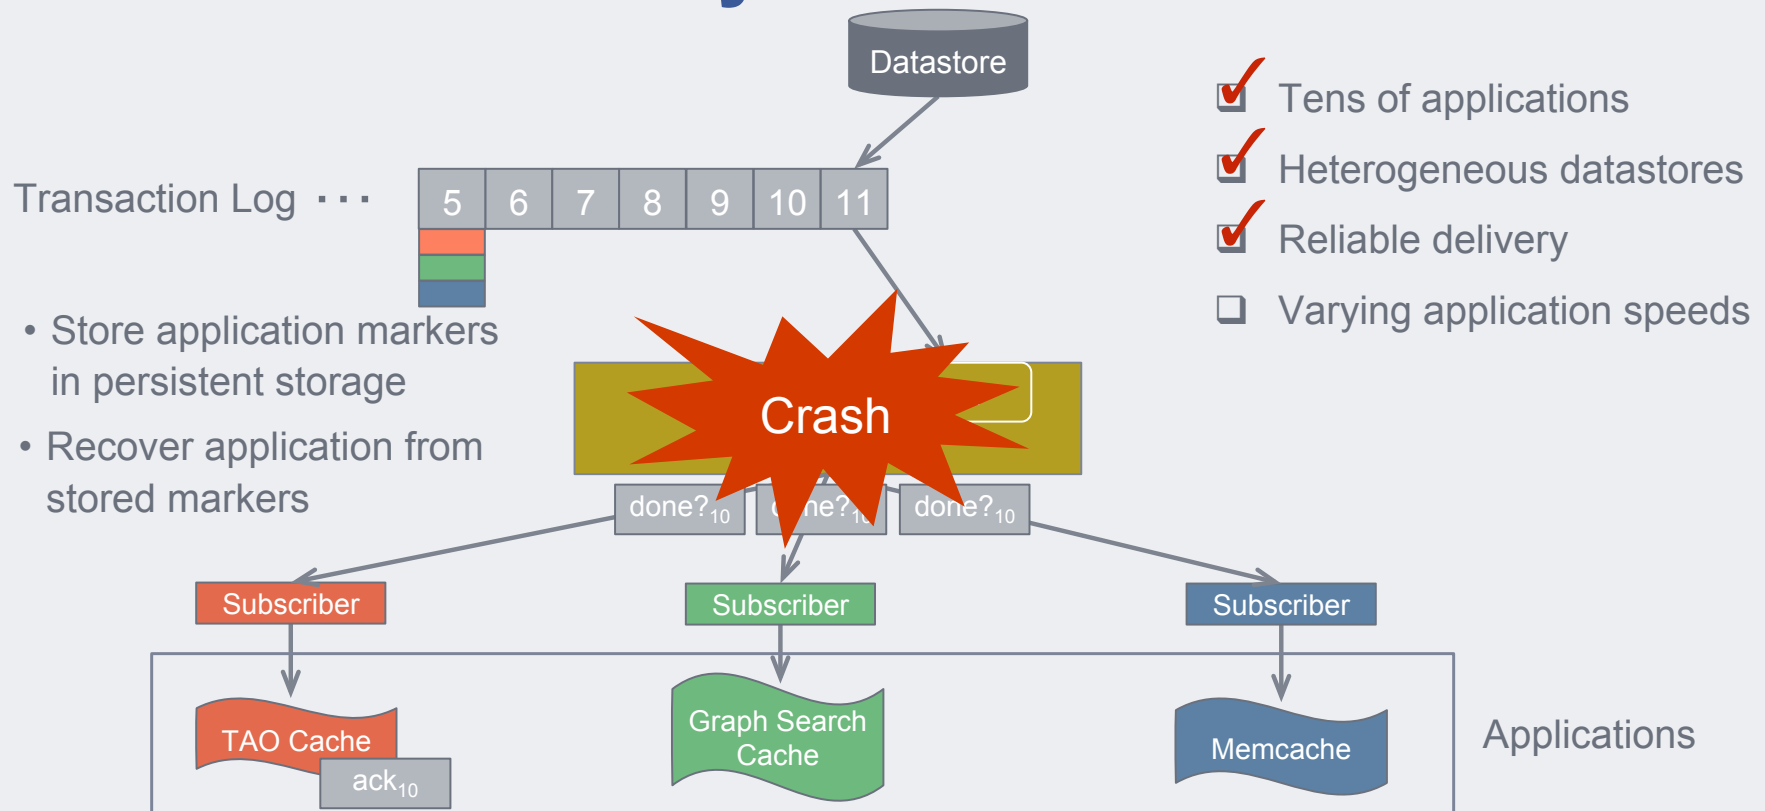 Datastore
Tens of applications
Heterogeneous datastores
Reliable delivery
Varying application speeds
Transaction Log ...
5 6 7 8 9 10 11
• Store application markers
in persistent storage
• Recover application from
stored markers
Crash
done?10
done?10
Subscriber
Subscriber
Subscriber
TAO Cache
ack10
Graph Search
Cache
Memcache
Applications